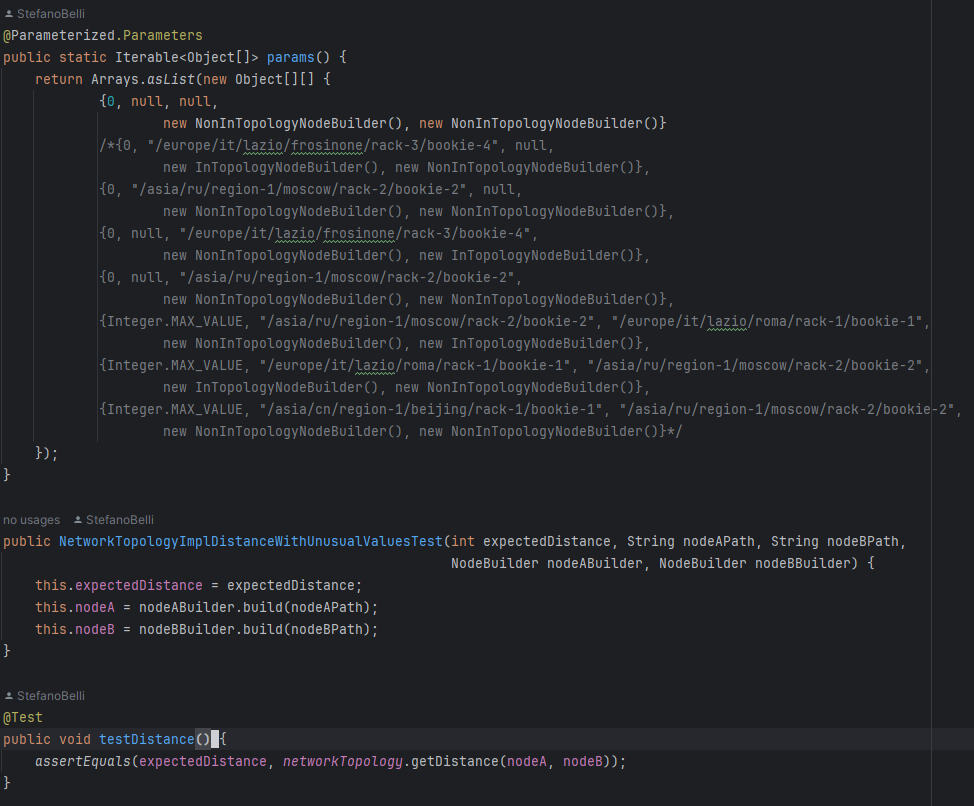 StefanoBelli
@Parameterized.Parameters
public static Iterable<Object[]> params() {
    return Arrays.asList(new Object[][] {
            {0, null, null,
                    new NonInTopologyNodeBuilder(), new NonInTopologyNodeBuilder()}
            /*{0, "/europe/it/lazio/frosinone/rack-3/bookie-4", null,
                    new InTopologyNodeBuilder(), new NonInTopologyNodeBuilder()},
            {0, "/asia/ru/region-1/moscow/rack-2/bookie-2", null,
                    new NonInTopologyNodeBuilder(), new NonInTopologyNodeBuilder()},
            {0, null, "/europe/it/lazio/frosinone/rack-3/bookie-4",
                    new NonInTopologyNodeBuilder(), new InTopologyNodeBuilder()},
            {0, null, "/asia/ru/region-1/moscow/rack-2/bookie-2",
                    new NonInTopologyNodeBuilder(), new NonInTopologyNodeBuilder()},
            {Integer.MAX_VALUE, "/asia/ru/region-1/moscow/rack-2/bookie-2", "/europe/it/lazio/roma/rack-1/bookie-1",
                    new NonInTopologyNodeBuilder(), new InTopologyNodeBuilder()},
            {Integer.MAX_VALUE, "/europe/it/lazio/roma/rack-1/bookie-1", "/asia/ru/region-1/moscow/rack-2/bookie-2",
                    new InTopologyNodeBuilder(), new NonInTopologyNodeBuilder()},
            {Integer.MAX_VALUE, "/asia/cn/region-1/beijing/rack-1/bookie-1", "/asia/ru/region-1/moscow/rack-2/bookie-2",
                    new NonInTopologyNodeBuilder(), new NonInTopologyNodeBuilder()}*/
    });
}
no usages StefanoBelli
public NetworkTopologyImplDistanceWithUnusualValuesTest(int expectedDistance, String nodeAPath, String nodeBPath,
                                                        NodeBuilder nodeABuilder, NodeBuilder nodeBBuilder) {
    this.expectedDistance = expectedDistance;
    this.nodeA = nodeABuilder.build(nodeAPath);
    this.nodeB = nodeBBuilder.build(nodeBPath);
}
StefanoBelli
@Test
public void testDistance() {
    assertEquals(expectedDistance, networkTopology.getDistance(nodeA, nodeB));
}